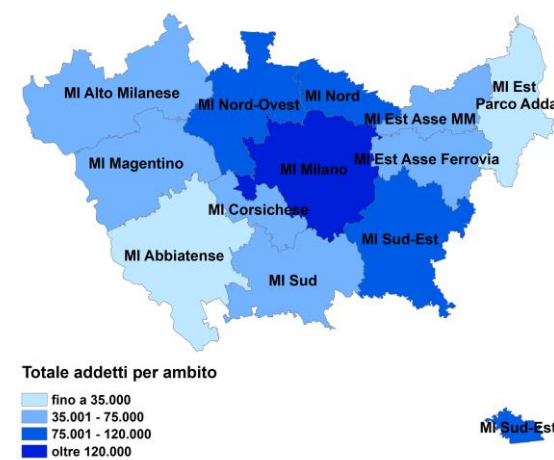 MI Alto Milanese
MI Nord-Ovest
MI Nord
MI Est
Parco Adda
MI Est Asse MM
MI Magentino
MI Milano
MI Est Asse Ferrovia
MI Corsichese
MI Abbiatense
MI Sud
MI Sud-Est
Totale addetti per ambito
fino a 35.000
35.001 - 75.000
75.001 - 120.000
oltre 120.000
MI Sud-Est